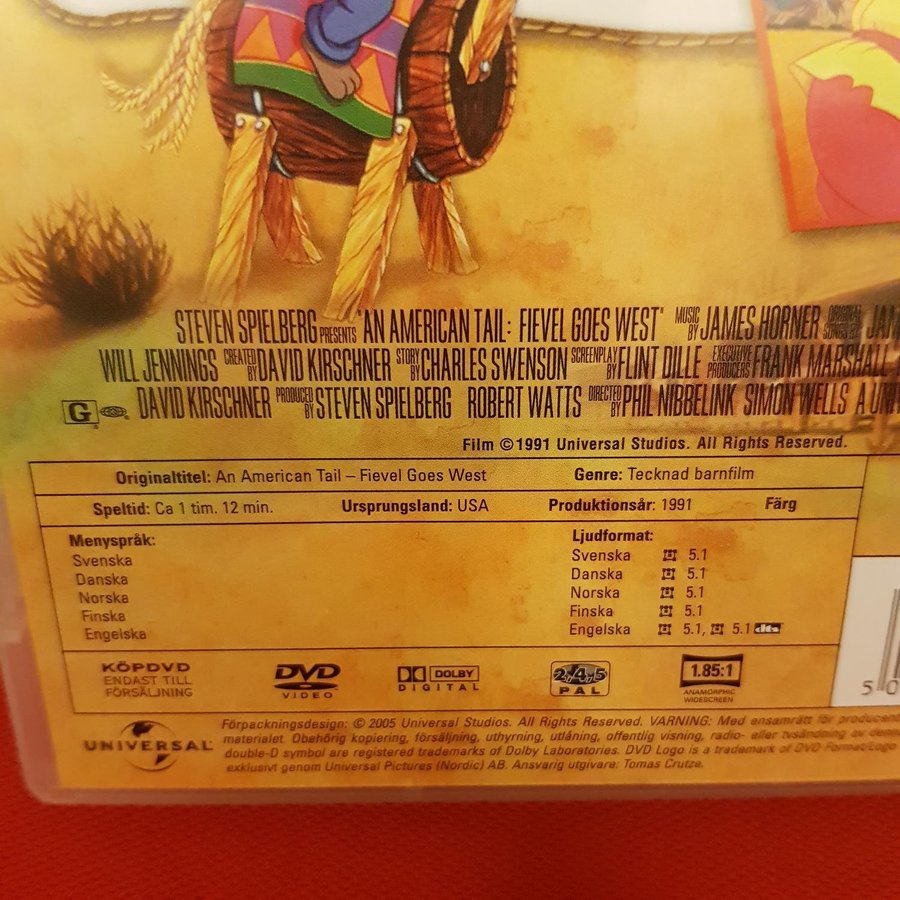 STEVEN SPIELBERG PRESENTS "AN AMERICAN TAIL: FIEVEL GOES WEST" MUSIC BY JAMES HORNER ORIGINAL SONGS BY
WILL JENNINGS CREATED BY DAVID KIRSCHNER STORY BY CHARLES SWENSON SCREENPLAY BY FLINT DILLE EXECUTIVE PRODUCERS FRANK MARSHALL
G DAVID KIRSCHNER PRODUCED BY STEVEN SPIELBERG ROBERT WATTS DIRECTED BY PHIL NIBBELINK SIMON WELLS A
Film © 1991 Universal Studios. All Rights Reserved.
Originaltitel: An American Tail – Fievel Goes West Genre: Tecknad barnfilm
Speltid: Ca 1 tim. 12 min. Ursprungsland: USA Produktionsår: 1991 Färg
Menyspråk:
Svenska
Danska
Norska
Finska
Engelska
Ljudformat:
Svenska 5.1
Danska 5.1
Norska 5.1
Finska 5.1
Engelska 5.1, 5.1 dts
KÖPDVD
ENDAST TILL
FÖRSÄLJNING
DVD
VIDEO
DOLBY
DIGITAL
2,4,5
PAL
1.85:1
ANAMORPHIC
WIDESCREEN
5 0
UNIVERSAL
Förpackningsdesign: © 2005 Universal Studios. All Rights Reserved. VARNING: Med ensamrätt för
materialet. Obehörig kopiering, försäljning, uthyrning, utlåning, offentlig visning, radio- eller tvsändning av
double-D symbol are registered trademarks of Dolby Laboratories. DVD Logo is a trademark of DVD Format/Logo
exklusivt genom Universal Pictures (Nordic) AB. Ansvarig utgivare: Tomas Crutze.